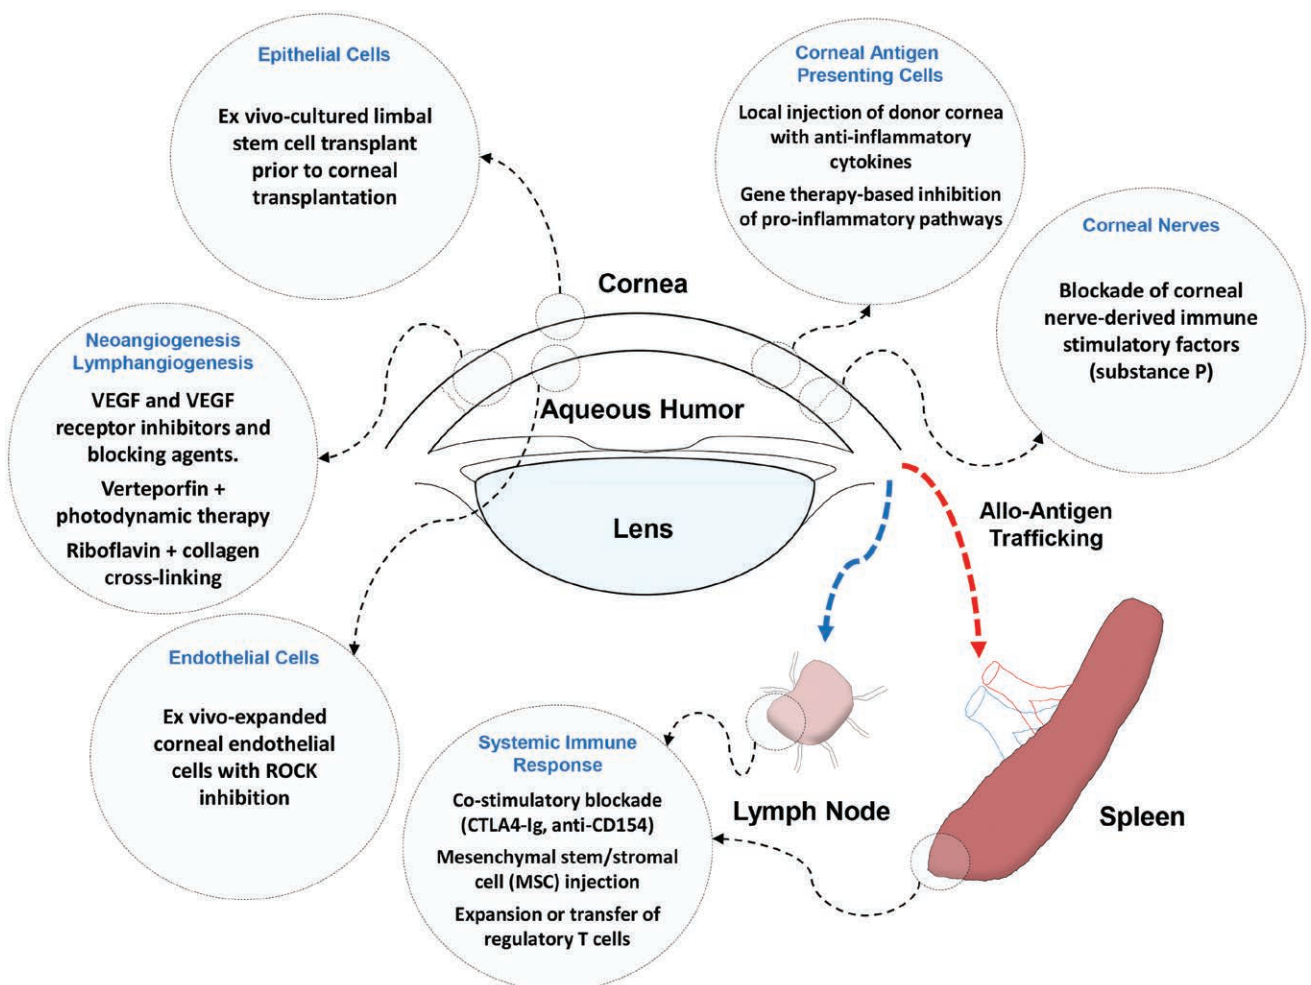 Epithelial Cells
Ex vivo-cultured limbal
stem cell transplant
prior to corneal
transplantation
Corneal Antigen
Presenting Cells
Local injection of donor cornea
with anti-inflammatory
cytokines
Gene therapy-based inhibition
of pro-inflammatory pathways
Corneal Nerves
Blockade of corneal
nerve-derived immune
stimulatory factors
(substance P)
Neoangiogenesis
Lymphangiogenesis
VEGF and VEGF
receptor inhibitors and
blocking agents.
Verteporfin +
photodynamic therapy
Riboflavin + collagen
cross-linking
Cornea
Aqueous Humor
Lens
Allo-Antigen
Trafficking
Endothelial Cells
Ex vivo-expanded
corneal endothelial
cells with ROCK
inhibition
Systemic Immune
Response
Co-stimulatory blockade
(CTLA4-Ig, anti-CD154)
Mesenchymal stem/stromal
cell (MSC) injection
Expansion or transfer of
regulatory T cells
Lymph Node
Spleen